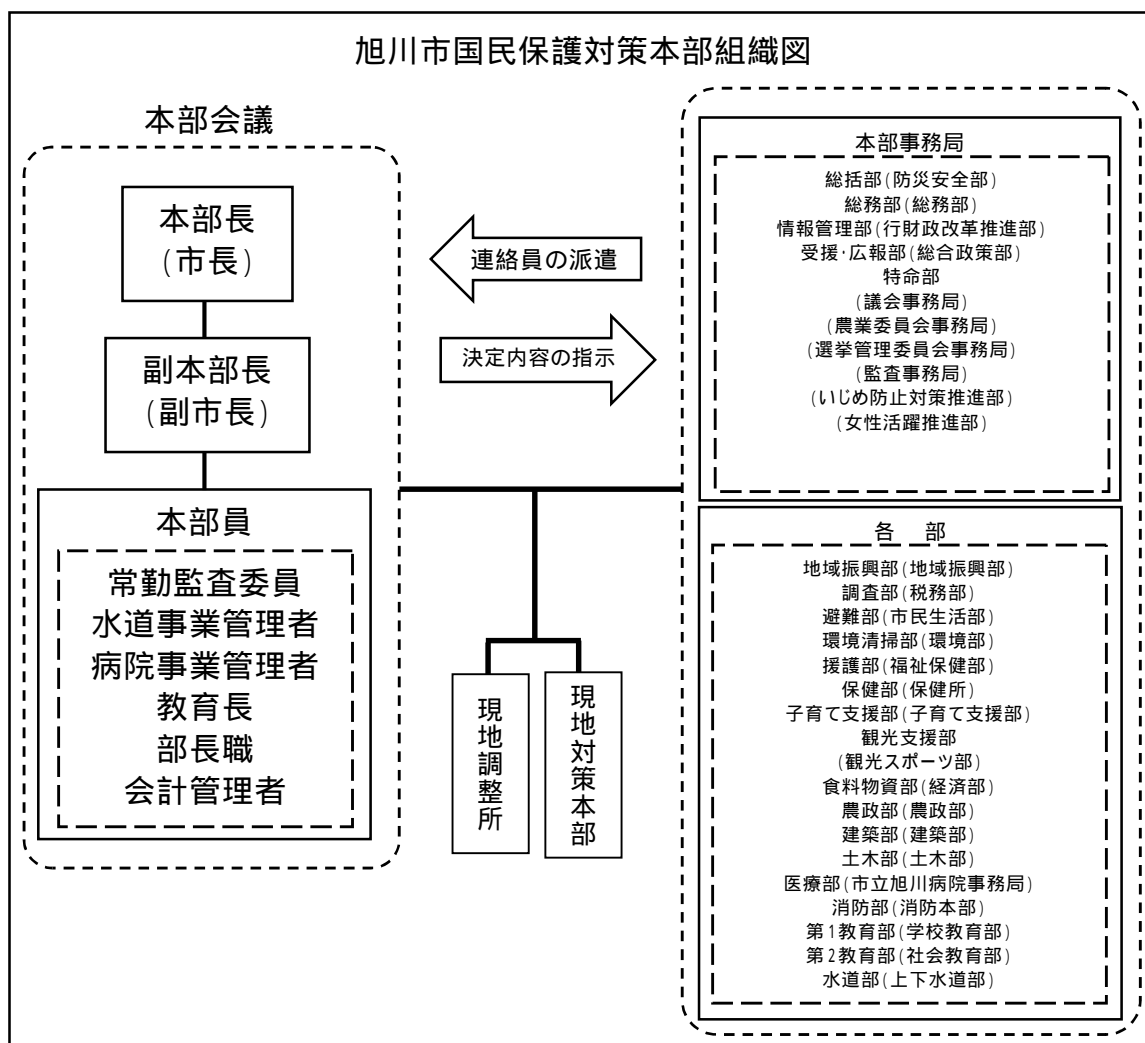 旭川市国民保護対策本部組織図
本部会議
本部長
(市長)
副本部長
(副市長)
本部員
常勤監査委員
水道事業管理者
病院事業管理者
教育長
部長職
会計管理者
連絡員の派遣
決定内容の指示
現地調整所
現地対策本部
本部事務局
総括部(防災安全部)
総務部(総務部)
情報管理部(行財政改革推進部)
受援・広報部(総合政策部)
特命部
(議会事務局)
(農業委員会事務局)
(選挙管理委員会事務局)
(監査事務局)
(いじめ防止対策推進部)
(女性活躍推進部)
各　部
地域振興部(地域振興部)
調査部(税務部)
避難部(市民生活部)
環境清掃部(環境部)
援護部(福祉保健部)
保健部(保健所)
子育て支援部(子育て支援部)
観光支援部
(観光スポーツ部)
食料物資部(経済部)
農政部(農政部)
建築部(建築部)
土木部(土木部)
医療部(市立旭川病院事務局)
消防部(消防本部)
第1教育部(学校教育部)
第2教育部(社会教育部)
水道部(上下水道部)